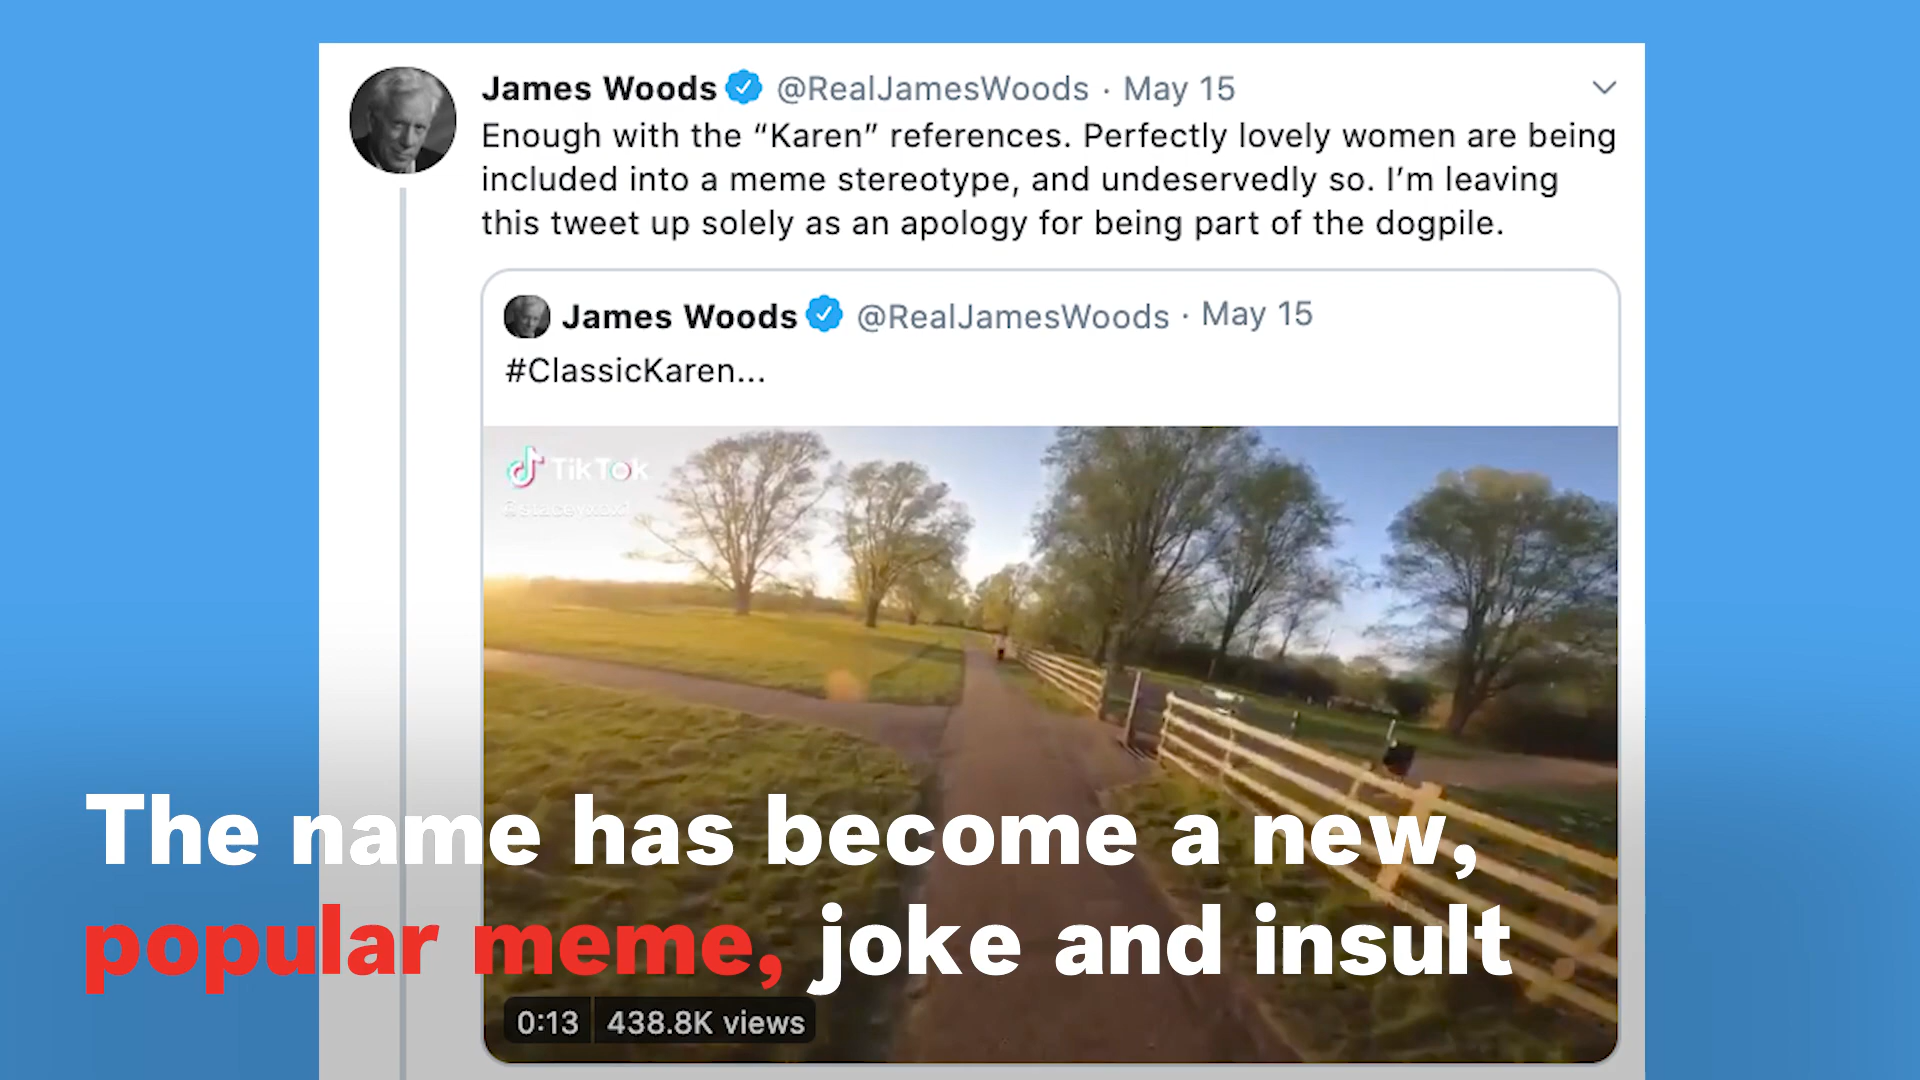 James Woods @RealJamesWoods · May 15
Enough with the “Karen” references. Perfectly lovely women are being
included into a meme stereotype, and undeservedly so. I’m leaving
this tweet up solely as an apology for being part of the dogpile.
James Woods @RealJamesWoods · May 15
#ClassicKaren...
TikTok
The name has become a new,
popular meme, joke and insult
0:13 438.8K views